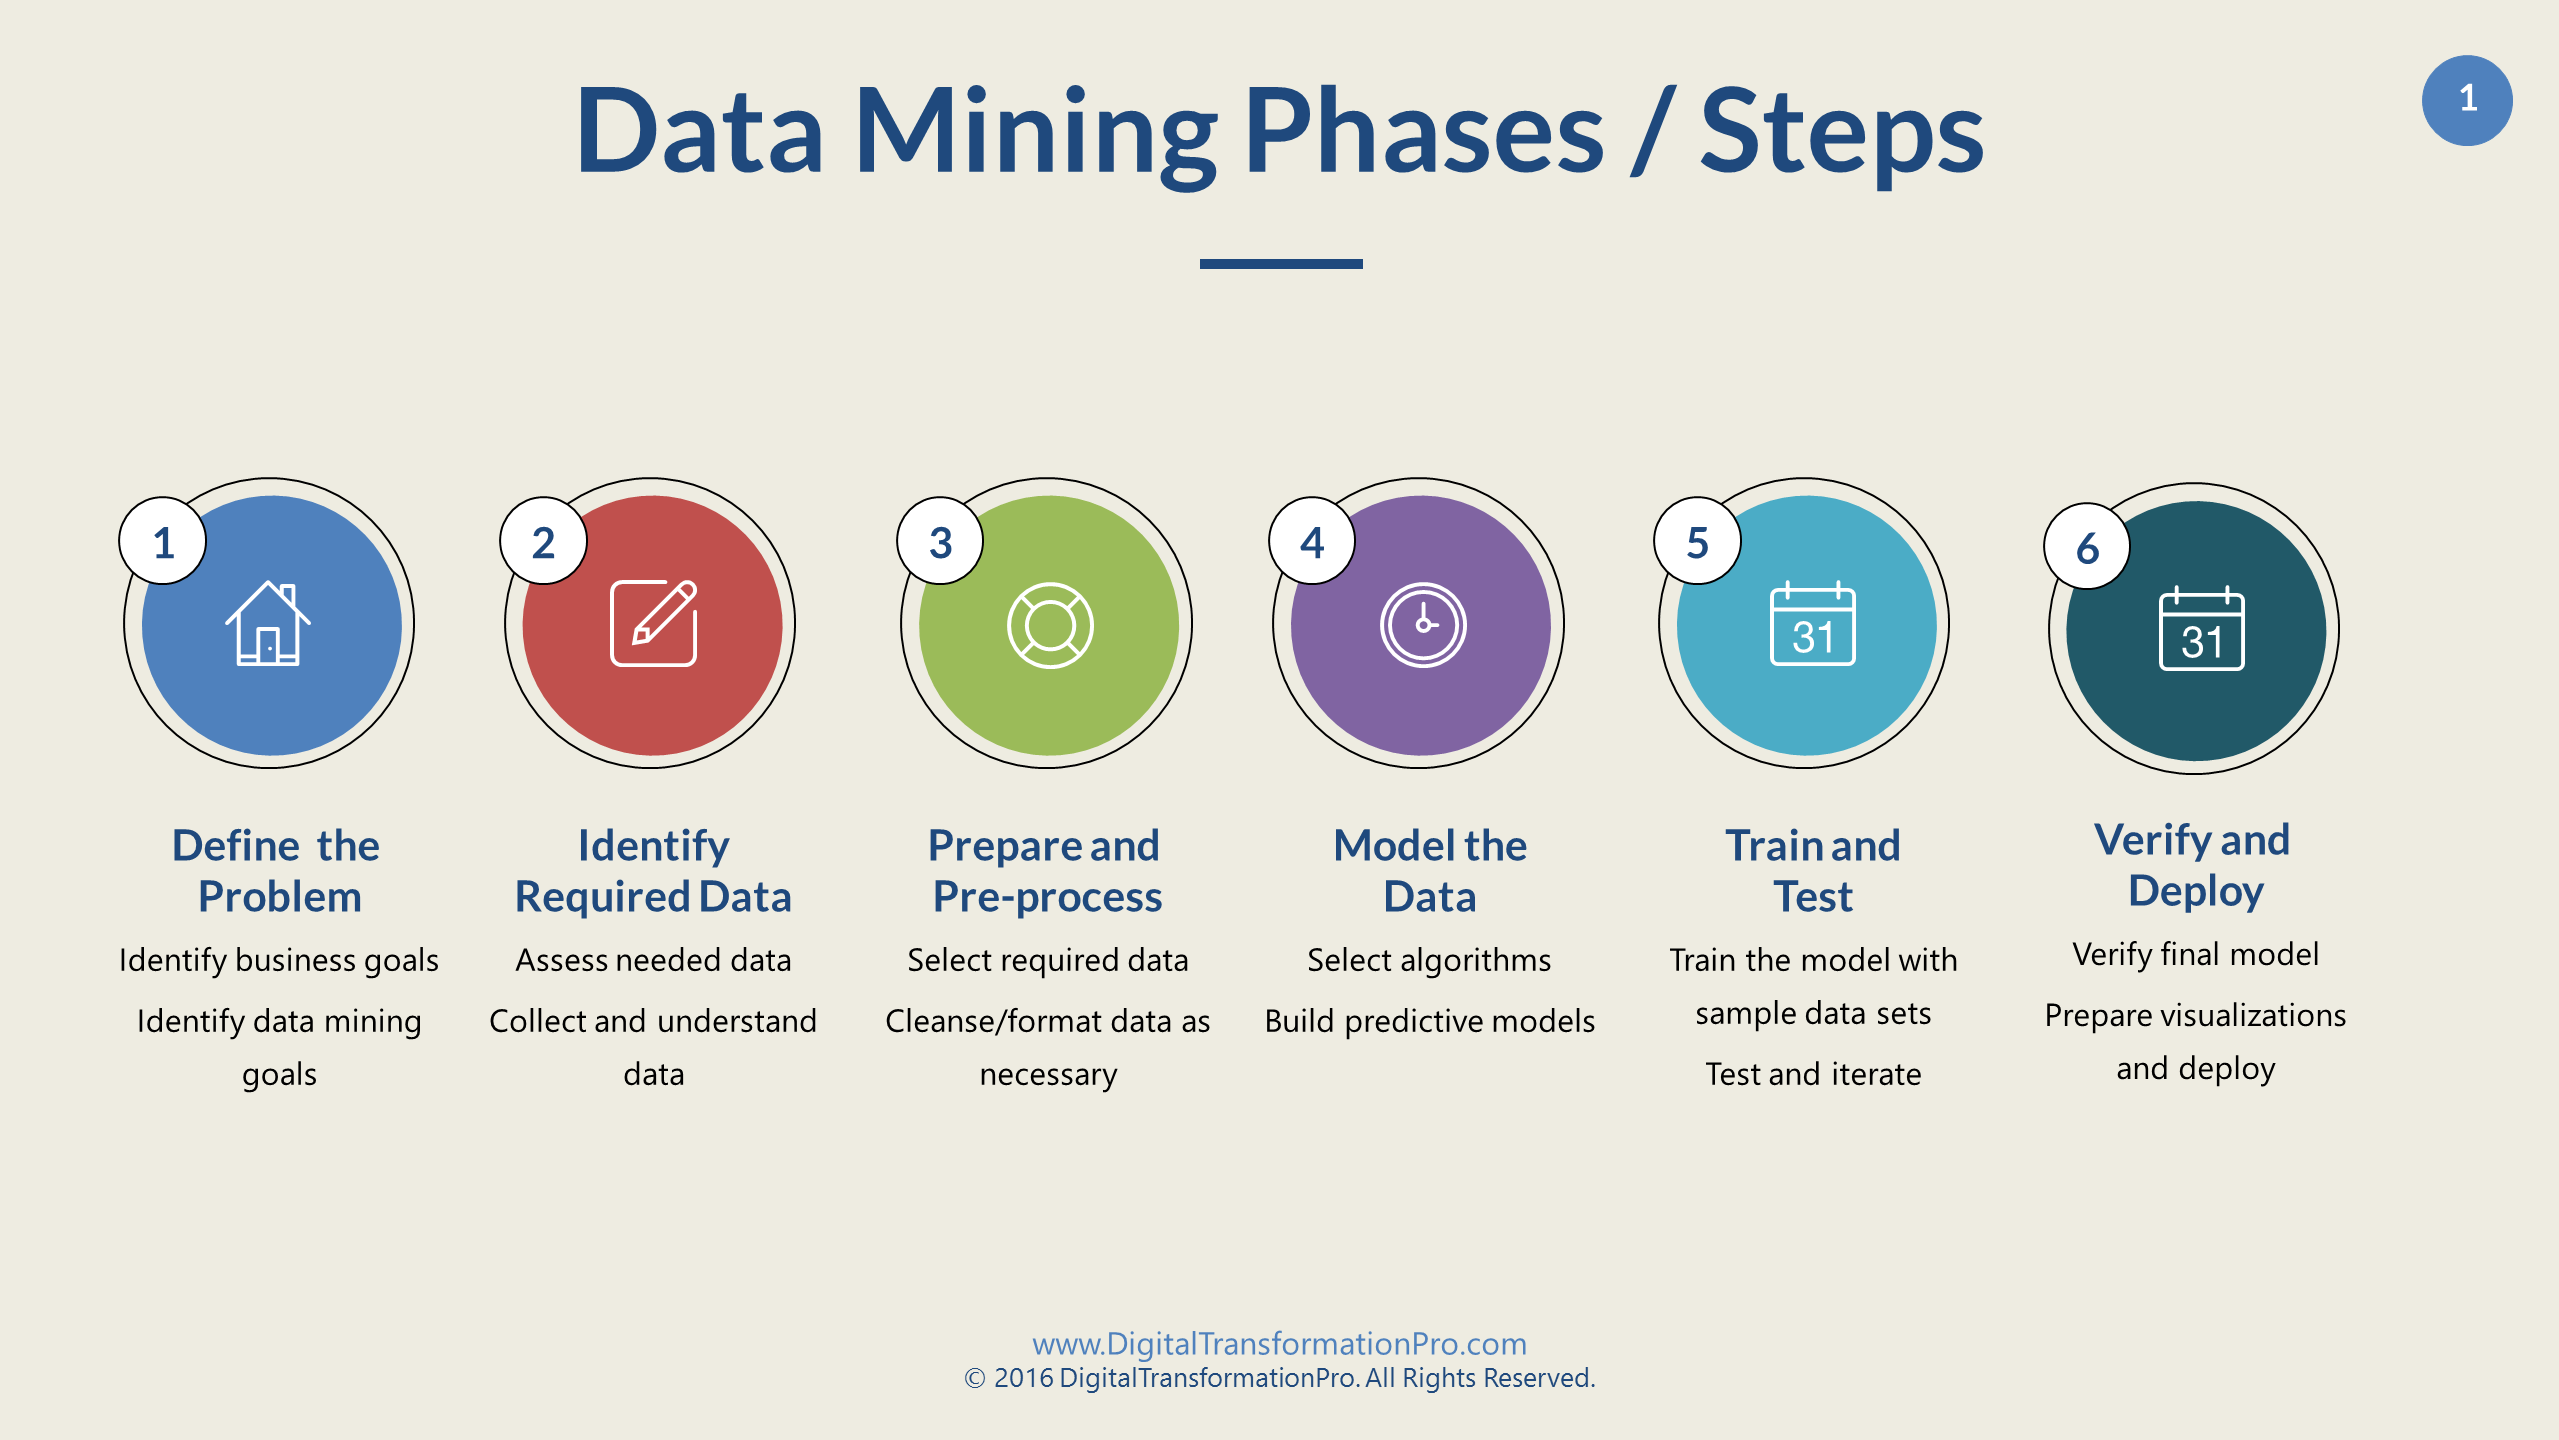 Data Mining Phases / Steps
1
1
Define the
Problem
Identify business goals
Identify data mining
goals
2
Identify
Required Data
Assess needed data
Collect and understand
data
3
Prepare and
Pre-process
Select required data
Cleanse/format data as
necessary
4
Model the
Data
Select algorithms
Build predictive models
5
31
Train and
Test
Train the model with
sample data sets
Test and iterate
6
31
Verify and
Deploy
Verify final model
Prepare visualizations
and deploy
www.DigitalTransformationPro.com
© 2016 DigitalTransformationPro. All Rights Reserved.